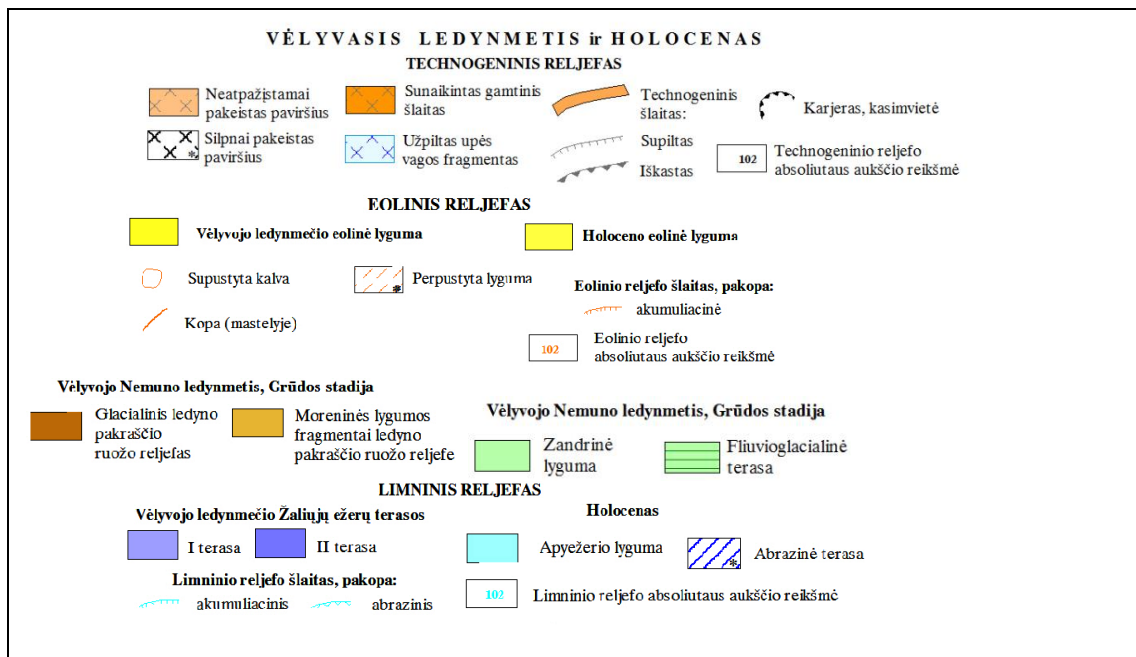 VĖLYVASIS LEDYNMETIS ir HOLOCENAS
TECHNOGENINIS RELJEFAS
Neatpažįstamai
pakeistas paviršius
Sunaikintas gamtinis
šlaitas
Technogeninis
šlaitas:
Karjeras, kasimvietė
Silpnai pakeistas
paviršius
*
Užpiltas upės
vagos fragmentas
Supiltas
Iškastas
102
Technogeninio reljefo
absoliutaus aukščio reikšmė
EOLINIS RELJEFAS
Vėlyvojo ledynmečio eolinė lyguma
Holoceno eolinė lyguma
Supustyta kalva
*
Perpustyta lyguma
Eolinio reljefo šlaitas, pakopa:
akumuliacinė
Kopa (mastelyje)
102
Eolinio reljefo
absoliutaus aukščio reikšmė
Vėlyvojo Nemuno ledynmetis, Grūdos stadija
Glacialinis ledyno
pakraščio
ruožo reljefas
Moreninės lygumos
fragmentai ledyno
pakraščio ruožo reljefe
Vėlyvojo Nemuno ledynmetis, Grūdos stadija
Zandrinė
lyguma
Fliuvioglacialinė
terasa
LIMNINIS RELJEFAS
Vėlyvojo ledynmečio Žaliųjų ežerų terasos
I terasa
II terasa
Holocenas
Apyežerio lyguma
*
Abrazinė terasa
Limninio reljefo šlaitas, pakopa:
akumuliacinis
abrazinis
102
Limninio reljefo absoliutaus aukščio reikšmė